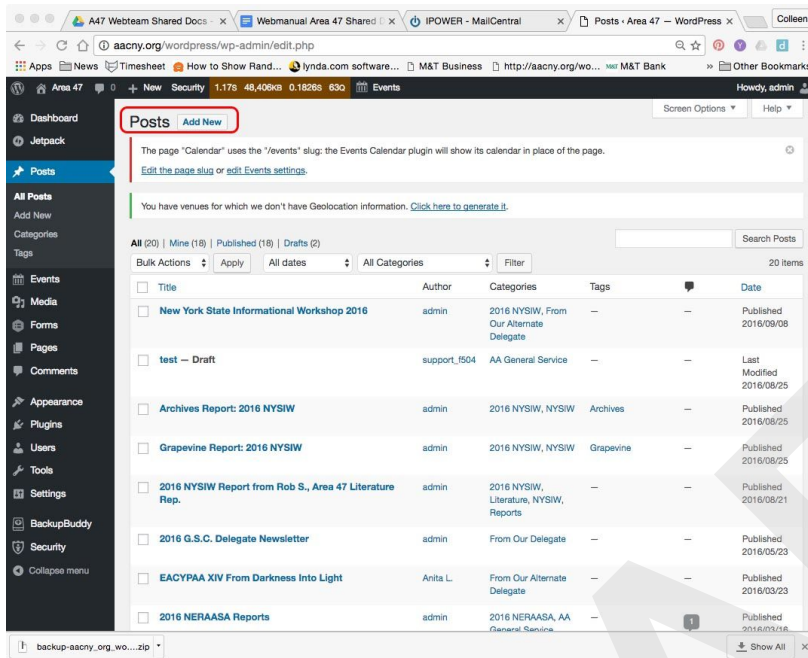 A47 Webteam Shared Docs -
Webmanual Area 47 Shared D
IPOWER - MailCentral
Posts ‹ Area 47 — WordPress
Colleen
aacny.org/wordpress/wp-admin/edit.php
Apps News Timesheet How to Show Rand... lynda.com software... M&T Business http://aacny.org/wo... M&T Bank » Other Bookmarks
Area 47 0 + New Security 1.17S 48,406KB 0.1826S 63Q Events Howdy, admin
Dashboard
Jetpack
Posts
All Posts
Add New
Categories
Tags
Events
Media
Forms
Pages
Comments
Appearance
Plugins
Users
Tools
Settings
BackupBuddy
Security
Collapse menu
Screen Options Help
Posts Add New
The page "Calendar" uses the "/events" slug: the Events Calendar plugin will show its calendar in place of the page.
Edit the page slug or edit Events settings.
You have venues for which we don't have Geolocation information. Click here to generate it.
All (20) | Mine (18) | Published (18) | Drafts (2)
Search Posts
Bulk Actions Apply All dates All Categories Filter 20 items
Title Author Categories Tags Date
New York State Informational Workshop 2016 admin 2016 NYSIW, From — — Published
Our Alternate 2016/09/08
Delegate
test — Draft support_f504 AA General Service — — Last
Modified
2016/08/25
Archives Report: 2016 NYSIW admin 2016 NYSIW, NYSIW Archives — Published
2016/08/25
Grapevine Report: 2016 NYSIW admin 2016 NYSIW, NYSIW Grapevine — Published
2016/08/25
2016 NYSIW Report from Rob S., Area 47 Literature admin 2016 NYSIW, — — Published
Rep. Literature, NYSIW, 2016/08/21
Reports
2016 G.S.C. Delegate Newsletter admin From Our Delegate — — Published
2016/05/23
EACYPAA XIV From Darkness Into Light Anita L. From Our Alternate — — Published
Delegate 2016/03/23
2016 NERAASA Reports admin 2016 NERAASA, AA — 1 Published
General Service 2016/03/16
backup-aacny_org_wo....zip Show All